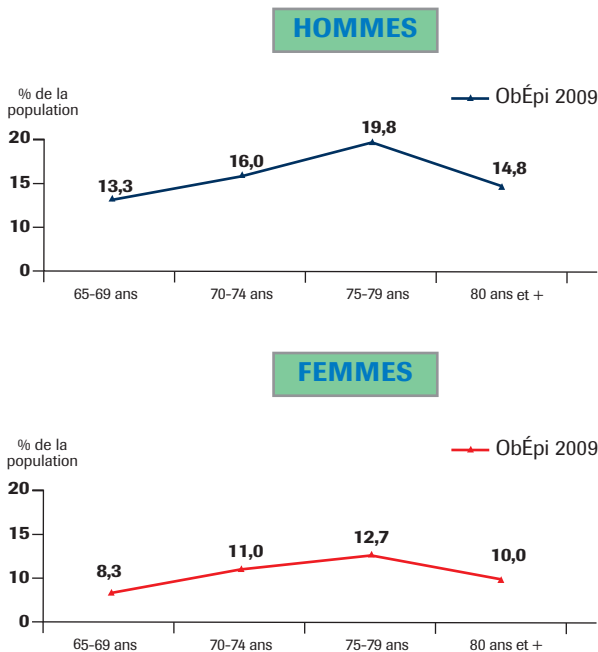 HOMMES
% de la
population
ObÉpi 2009
20
15
10
0
13,3
16,0
19,8
14,8
65-69 ans
70-74 ans
75-79 ans
80 ans et +
FEMMES
% de la
population
ObÉpi 2009
20
15
10
0
8,3
11,0
12,7
10,0
65-69 ans
70-74 ans
75-79 ans
80 ans et +